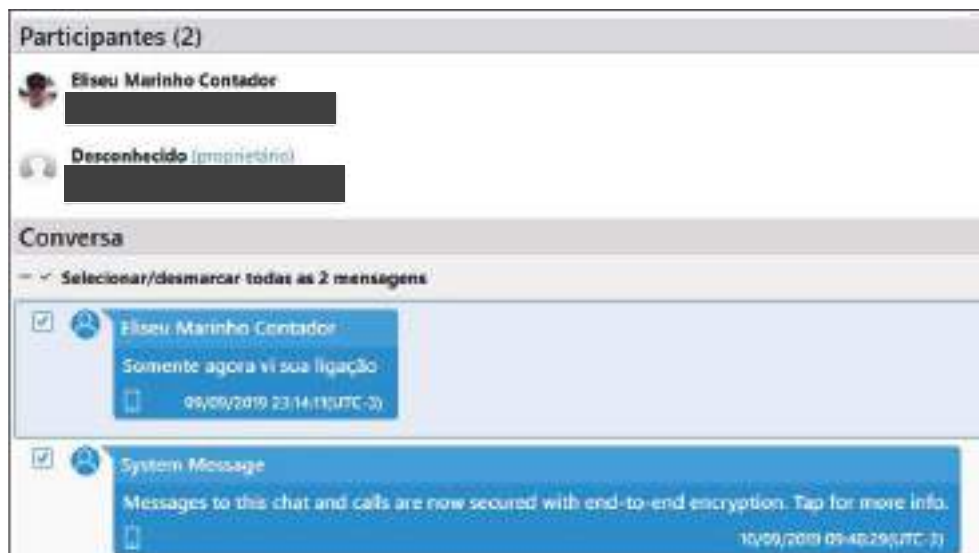 Participantes (2)
Eliseu Marinho Contador
Desconhecido (proprietário)
Conversa
Selecionar/desmarcar todas as 2 mensagens
Eliseu Marinho Contador
Somente agora vi sua ligação
09/09/2019 23:14:11(UTC-3)
System Message
Messages to this chat and calls are now secured with end-to-end encryption. Tap for more info.
10/09/2019 09:48:29(UTC-3)